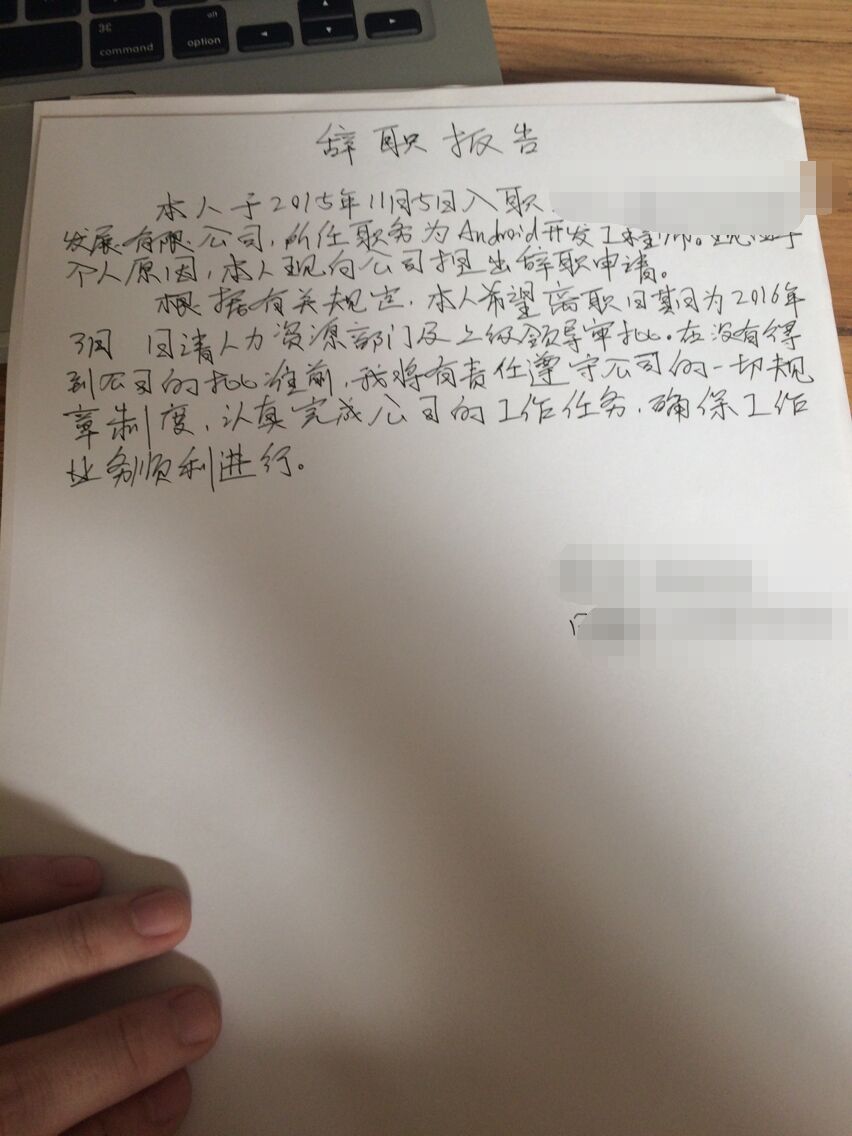 command
alt
option
辞职报告
本人于2015年11月5日入职
发展有限公司，所任职务为Android开发工程师。现由于
个人原因，本人现向公司提出辞职申请。
根据有关规定，本人希望离职日期为2016年
3月 日请人力资源部门及上级领导审批。在没有得
到公司的批准前，我将有责任遵守公司的一切规
章制度，认真完成公司的工作任务，确保工作
业务顺利进行。